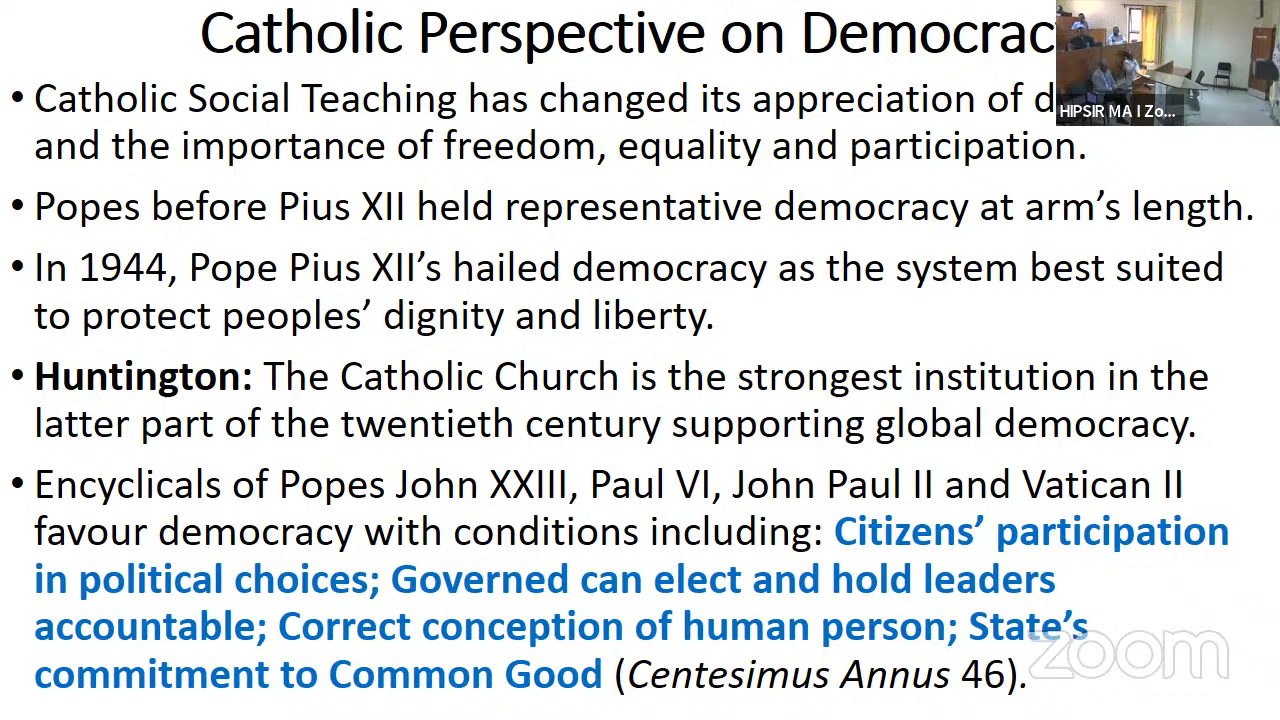 Catholic Perspective on Democrac
• Catholic Social Teaching has changed its appreciation of d
and the importance of freedom, equality and participation.
• Popes before Pius XII held representative democracy at arm’s length.
• In 1944, Pope Pius XII’s hailed democracy as the system best suited
to protect peoples’ dignity and liberty.
• Huntington: The Catholic Church is the strongest institution in the
latter part of the twentieth century supporting global democracy.
• Encyclicals of Popes John XXIII, Paul VI, John Paul II and Vatican II
favour democracy with conditions including: Citizens’ participation
in political choices; Governed can elect and hold leaders
accountable; Correct conception of human person; State’s
commitment to Common Good (Centesimus Annus 46).
HIPSIR MA I Zo...
zoom